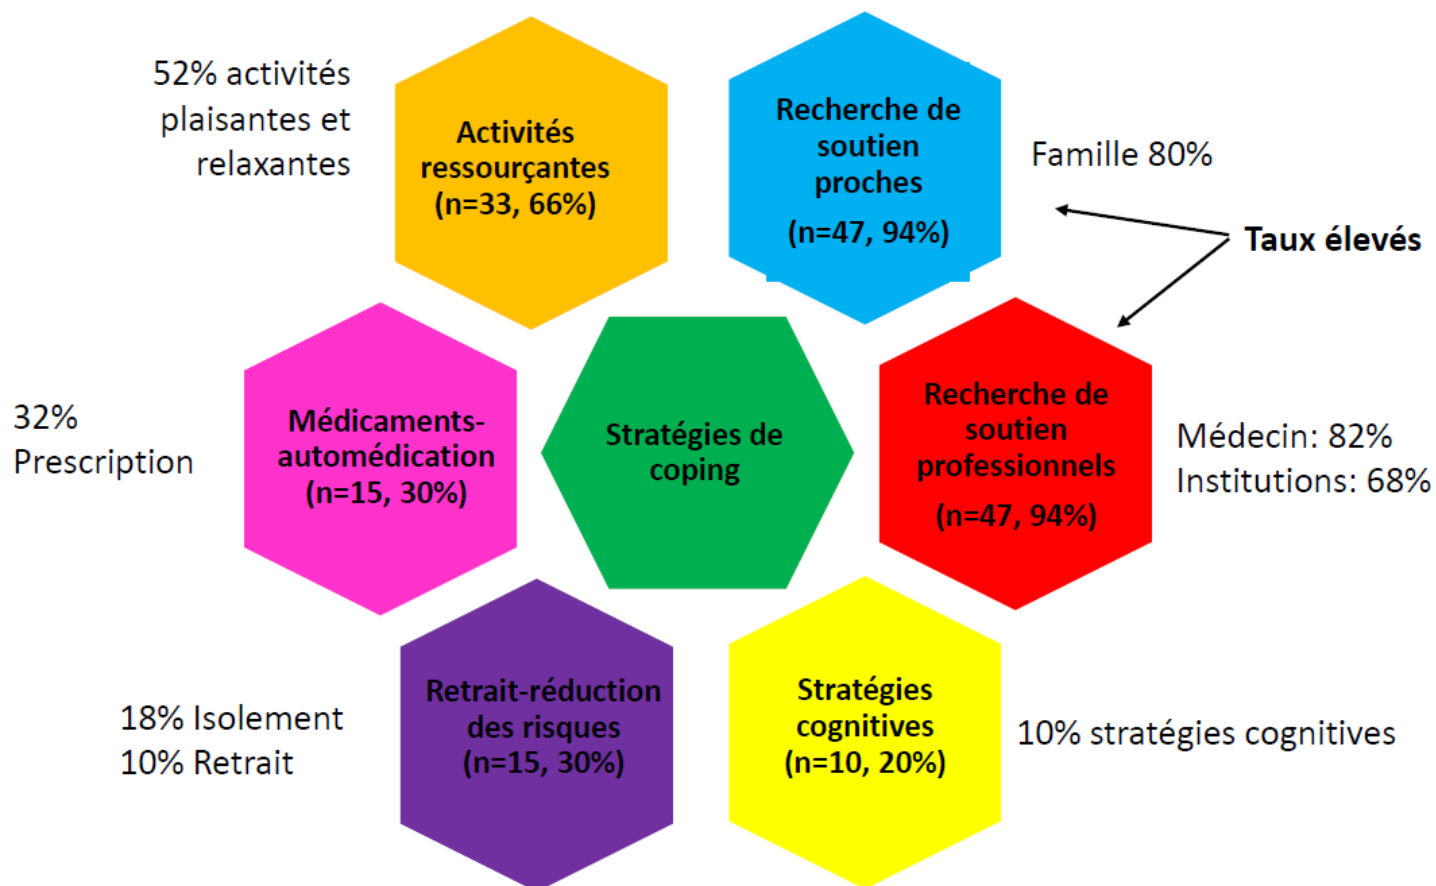 52% activités
plaisantes et
relaxantes
Activités
ressourçantes
(n=33, 66%)
Recherche de
soutien
proches
(n=47, 94%)
Famille 80%
Taux élevés
32%
Prescription
Médicaments-
automédication
(n=15, 30%)
Stratégies de
coping
Recherche de
soutien
professionnels
(n=47, 94%)
Médecin: 82%
Institutions: 68%
18% Isolement
10% Retrait
Retrait-réduction
des risques
(n=15, 30%)
Stratégies
cognitives
(n=10, 20%)
10% stratégies cognitives